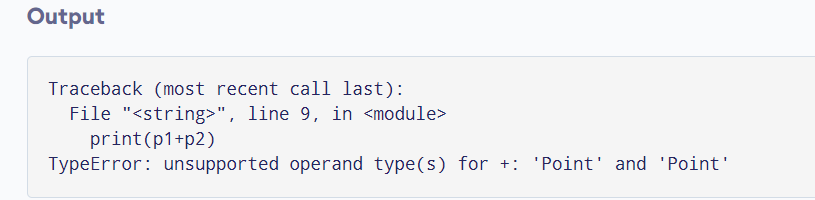 Output
Traceback (most recent call last):
  File "<string>", line 9, in <module>
    print(p1+p2)
TypeError: unsupported operand type(s) for +: 'Point' and 'Point'